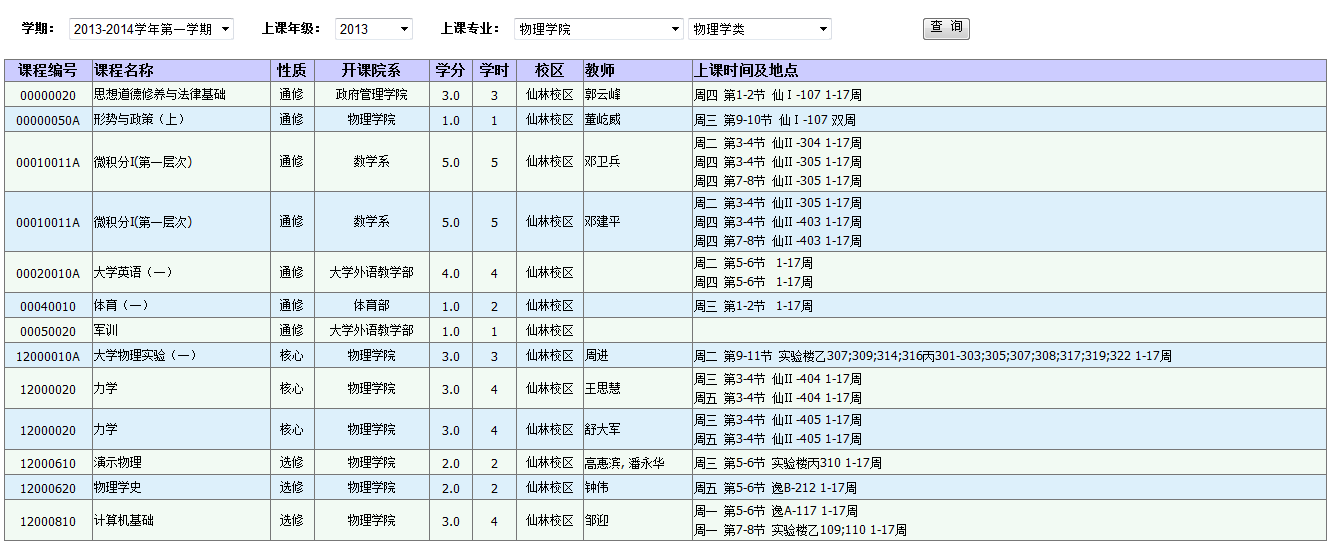 学期： 2013-2014学年第一学期 上课年级： 2013 上课专业： 物理学院 物理学类 查 询
课程编号 课程名称 性质 开课院系 学分 学时 校区 教师 上课时间及地点
00000020 思想道德修养与法律基础 通修 政府管理学院 3.0 3 仙林校区 郭云峰 周四 第1-2节 仙Ⅰ-107 1-17周
00000050A 形势与政策（上） 通修 物理学院 1.0 1 仙林校区 董屹威 周三 第9-10节 仙Ⅰ-107 双周
00010011A 微积分I(第一层次) 通修 数学系 5.0 5 仙林校区 邓卫兵 周二 第3-4节 仙II -304 1-17周
周四 第3-4节 仙II -305 1-17周
周四 第7-8节 仙II -305 1-17周
00010011A 微积分I(第一层次) 通修 数学系 5.0 5 仙林校区 邓建平 周二 第3-4节 仙II -305 1-17周
周四 第3-4节 仙II -403 1-17周
周四 第7-8节 仙II -403 1-17周
00020010A 大学英语（一） 通修 大学外语教学部 4.0 4 仙林校区 周二 第5-6节 1-17周
周四 第5-6节 1-17周
00040010 体育（一） 通修 体育部 1.0 2 仙林校区 周三 第1-2节 1-17周
00050020 军训 通修 大学外语教学部 1.0 1 仙林校区
12000010A 大学物理实验（一） 核心 物理学院 3.0 3 仙林校区 周进 周二 第9-11节 实验楼乙307;309;314;316丙301-303;305;307;308;317;319;322 1-17周
12000020 力学 核心 物理学院 3.0 4 仙林校区 王思慧 周三 第3-4节 仙II -404 1-17周
周五 第3-4节 仙II -404 1-17周
12000020 力学 核心 物理学院 3.0 4 仙林校区 舒大军 周三 第3-4节 仙II -405 1-17周
周五 第3-4节 仙II -405 1-17周
12000610 演示物理 选修 物理学院 2.0 2 仙林校区 高惠滨, 潘永华 周三 第5-6节 实验楼丙310 1-17周
12000620 物理学史 选修 物理学院 2.0 2 仙林校区 钟伟 周五 第5-6节 逸B-212 1-17周
12000810 计算机基础 选修 物理学院 3.0 4 仙林校区 邹迎 周一 第5-6节 逸A-117 1-17周
周一 第7-8节 实验楼乙109;110 1-17周